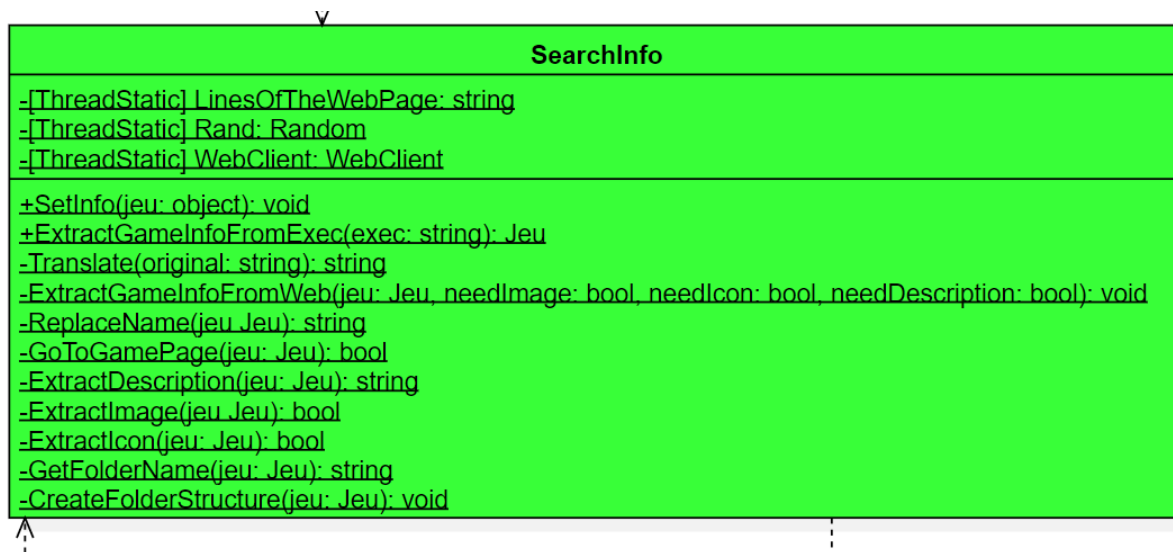 SearchInfo
-[ThreadStatic] LinesOfTheWebPage: string
-[ThreadStatic] Rand: Random
-[ThreadStatic] WebClient: WebClient
+SetInfo(jeu: object): void
+ExtractGameInfoFromExec(exec: string): Jeu
-Translate(original: string): string
-ExtractGameInfoFromWeb(jeu: Jeu, needImage: bool, needIcon: bool, needDescription: bool): void
-ReplaceName(jeu Jeu): string
-GoToGamePage(jeu: Jeu): bool
-ExtractDescription(jeu: Jeu): string
-ExtractImage(jeu Jeu): bool
-ExtractIcon(jeu: Jeu): bool
-GetFolderName(jeu: Jeu): string
-CreateFolderStructure(jeu: Jeu): void